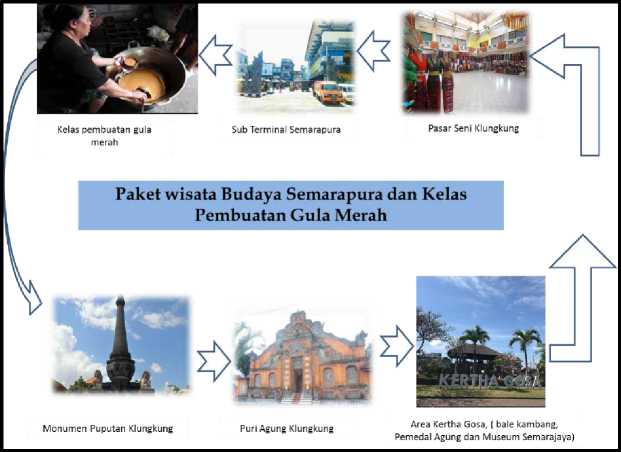 Kelas pembuatan gula
merah
Sub Terminal Semarapura
Pasar Seni Klungkung
Paket wisata Budaya Semarapura dan Kelas
Pembuatan Gula Merah
KERTHA GOSA
Monumen Puputan Klungkung
Puri Agung Klungkung
Area Kertha Gosa, ( bale kambang,
Pemedal Agung dan Museum Semarajaya)